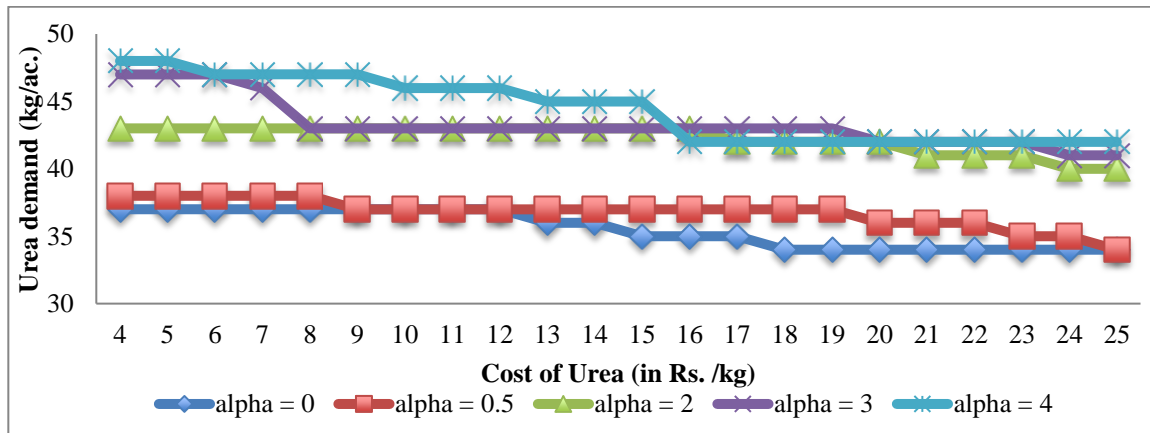 Urea demand (kg/ac.)
50
45
40
35
30
4 5 6 7 8 9 10 11 12 13 14 15 16 17 18 19 20 21 22 23 24 25
Cost of Urea (in Rs. /kg)
alpha = 0 alpha = 0.5 alpha = 2 alpha = 3 alpha = 4